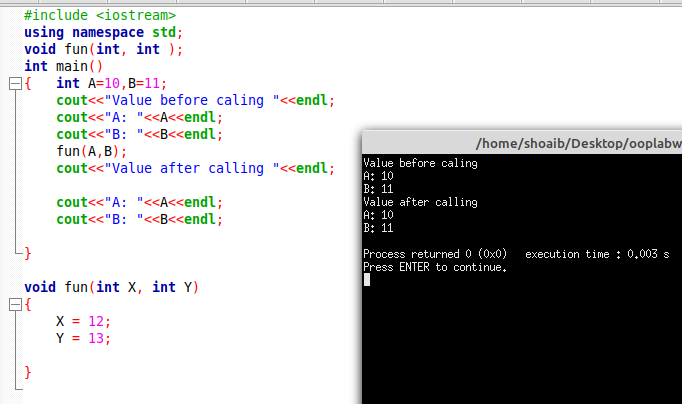 #include <iostream>
using namespace std;
void fun(int, int );
int main()
{   int A=10,B=11;
    cout<<"Value before caling "<<endl;
    cout<<"A: "<<A<<endl;
    cout<<"B: "<<B<<endl;
    fun(A,B);
    cout<<"Value after calling "<<endl;
    cout<<"A: "<<A<<endl;
    cout<<"B: "<<B<<endl;
}
void fun(int X, int Y)
{
    X = 12;
    Y = 13;
}
/home/shoaib/Desktop/ooplabw
Value before caling
A: 10
B: 11
Value after calling
A: 10
B: 11
Process returned 0 (0x0)   execution time : 0.003 s
Press ENTER to continue.